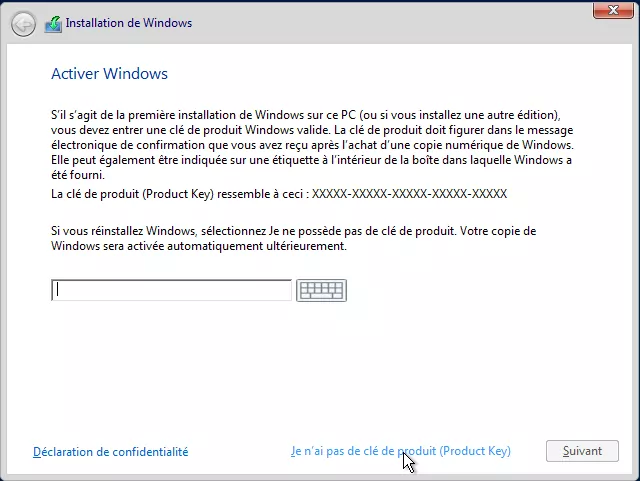 Installation de Windows
Activer Windows
S'il s'agit de la première installation de Windows sur ce PC (ou si vous installez une autre édition),
vous devez entrer une clé de produit Windows valide. La clé de produit doit figurer dans le message
électronique de confirmation que vous avez reçu après l'achat d'une copie numérique de Windows.
Elle peut également être indiquée sur une étiquette à l'intérieur de la boîte dans laquelle Windows a
été fourni.
La clé de produit (Product Key) ressemble à ceci : XXXXX-XXXXX-XXXXX-XXXXX-XXXXX
Si vous réinstallez Windows, sélectionnez Je ne possède pas de clé de produit. Votre copie de
Windows sera activée automatiquement ultérieurement.
Déclaration de confidentialité
Je n'ai pas de clé de produit (Product Key)
Suivant